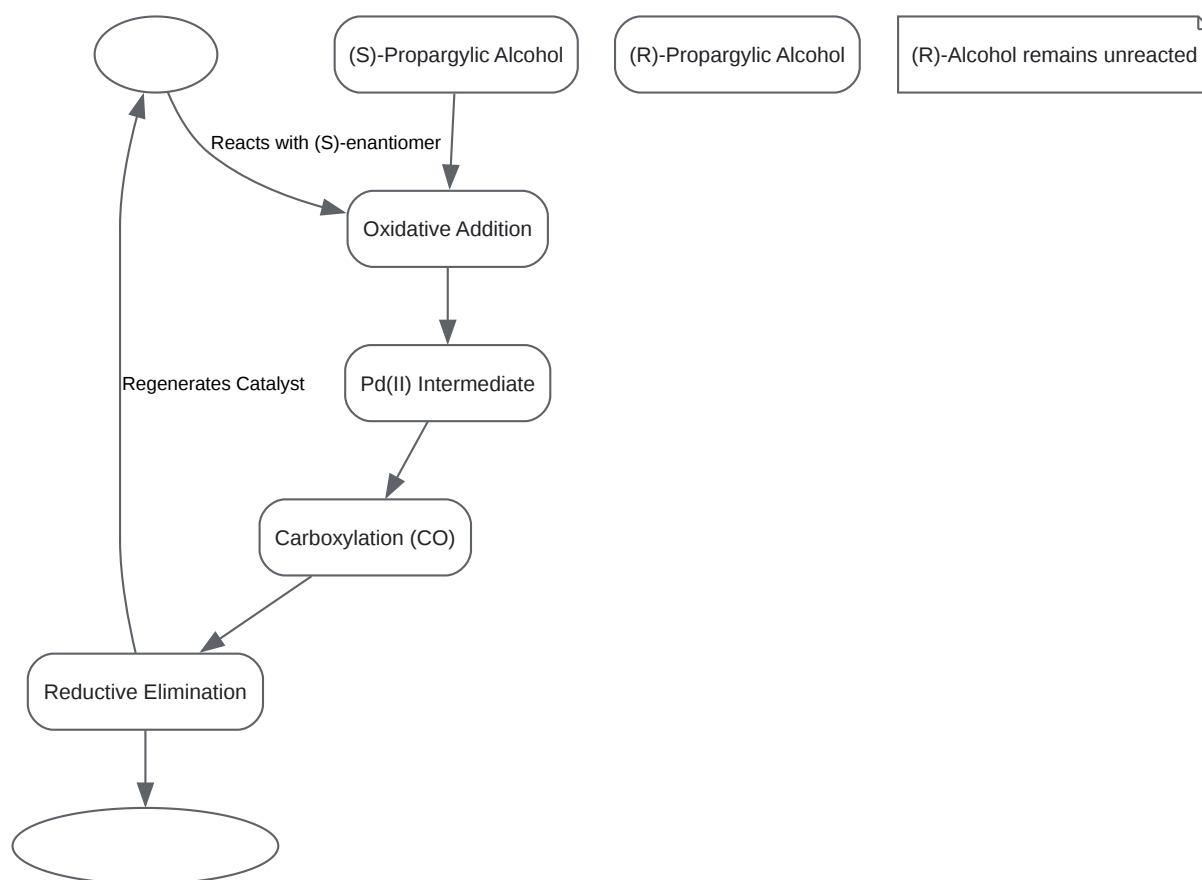 (S)-Propargylic Alcohol
(R)-Propargylic Alcohol
(R)-Alcohol remains unreacted
Reacts with (S)-enantiomer
Oxidative Addition
Pd(II) Intermediate
Regenerates Catalyst
Carboxylation (CO)
Reductive Elimination